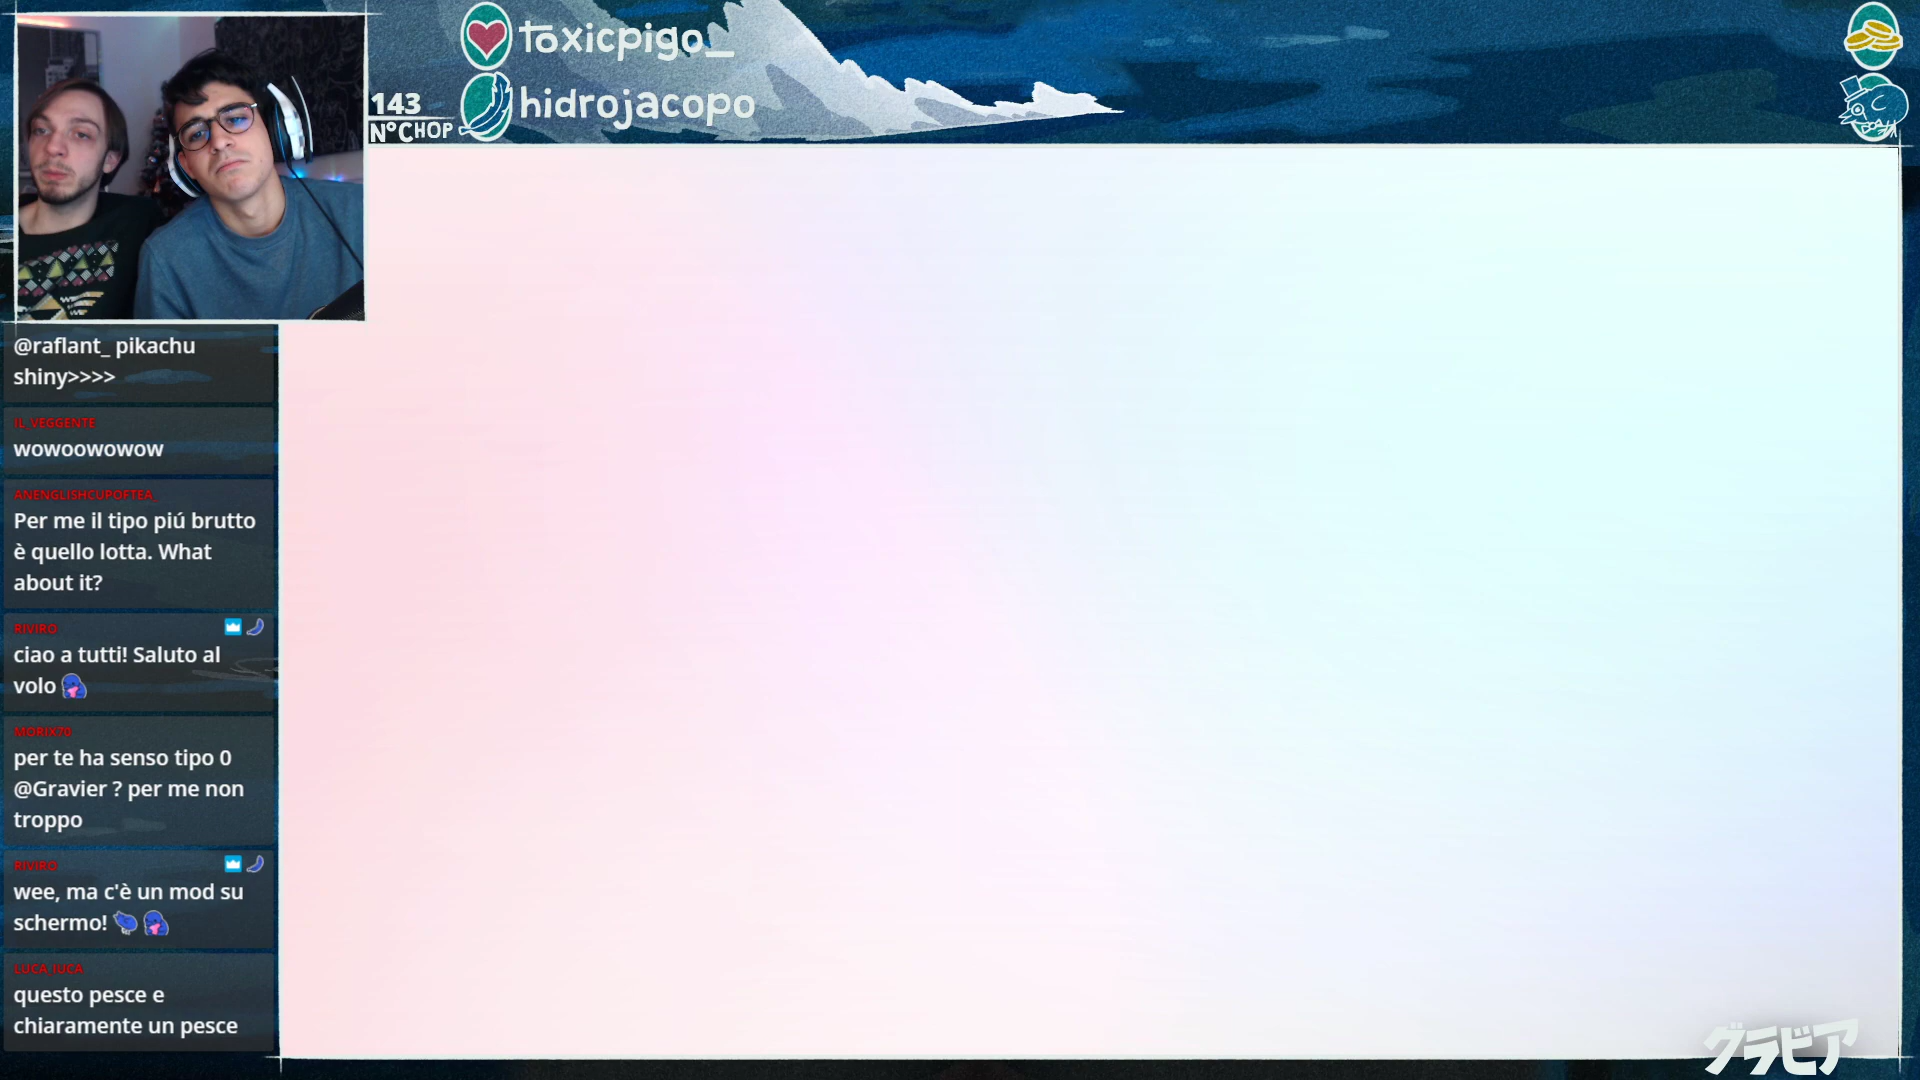 toxicpigo_
143
N°CHOP
hidrojacopo
@raflant_ pikachu
shiny>>>>
IL_VEGGENTE
wowoowowow
ANENGLISHCUPOFTEA_
Per me il tipo piú brutto
è quello lotta. What
about it?
RIVIRO
ciao a tutti! Saluto al
volo
MORIX70
per te ha senso tipo 0
@Gravier ? per me non
troppo
RIVIRO
wee, ma c'è un mod su
schermo!
LUCA_IUCA
questo pesce e
chiaramente un pesce
グラビア